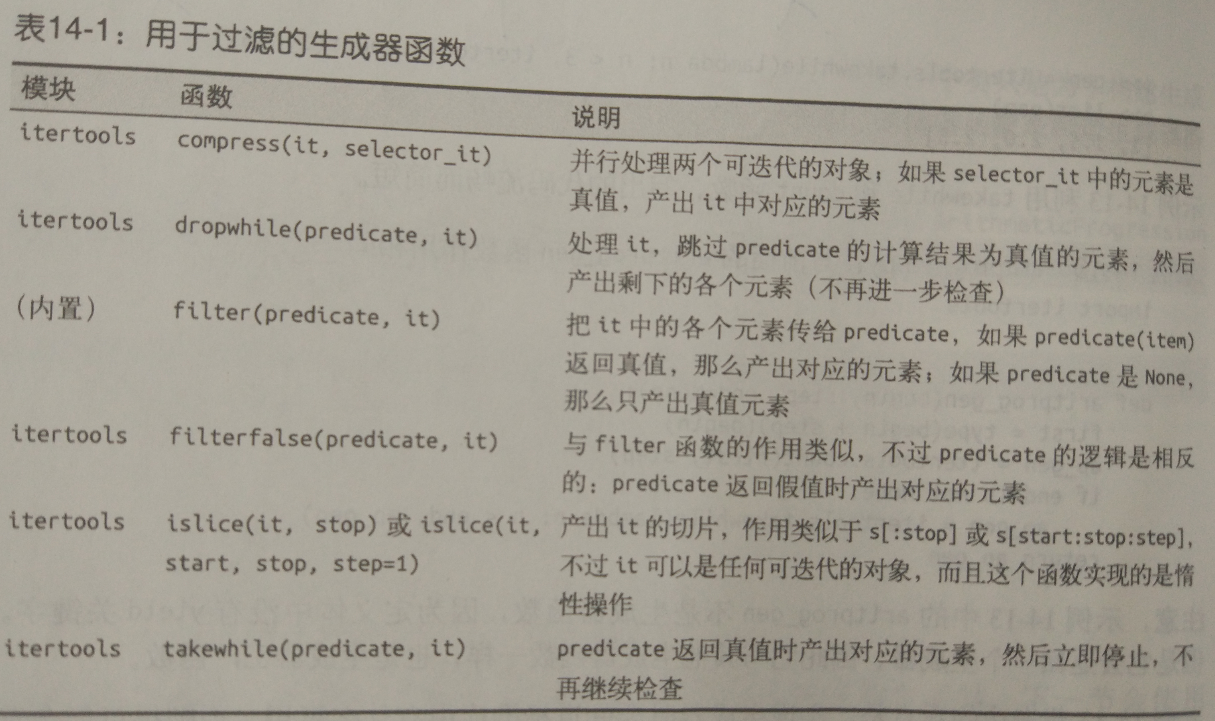 表14-1：用于过滤的生成器函数
模块 函数 说明
itertools compress(it, selector_it) 并行处理两个可迭代的对象；如果 selector_it 中的元素是
真值，产出 it 中对应的元素
itertools dropwhile(predicate, it) 处理 it，跳过 predicate 的计算结果为真值的元素，然后
产出剩下的各个元素（不再进一步检查）
（内置） filter(predicate, it) 把 it 中的各个元素传给 predicate，如果 predicate(item)
返回真值，那么产出对应的元素；如果 predicate 是 None，
那么只产出真值元素
itertools filterfalse(predicate, it) 与 filter 函数的作用类似，不过 predicate 的逻辑是相反
的：predicate 返回假值时产出对应的元素
itertools islice(it, stop) 或 islice(it, 产出 it 的切片，作用类似于 s[:stop] 或 s[start:stop:step]，
start, stop, step=1) 不过 it 可以是任何可迭代的对象，而且这个函数实现的是惰
性操作
itertools takewhile(predicate, it) predicate 返回真值时产出对应的元素，然后立即停止，不
再继续检查